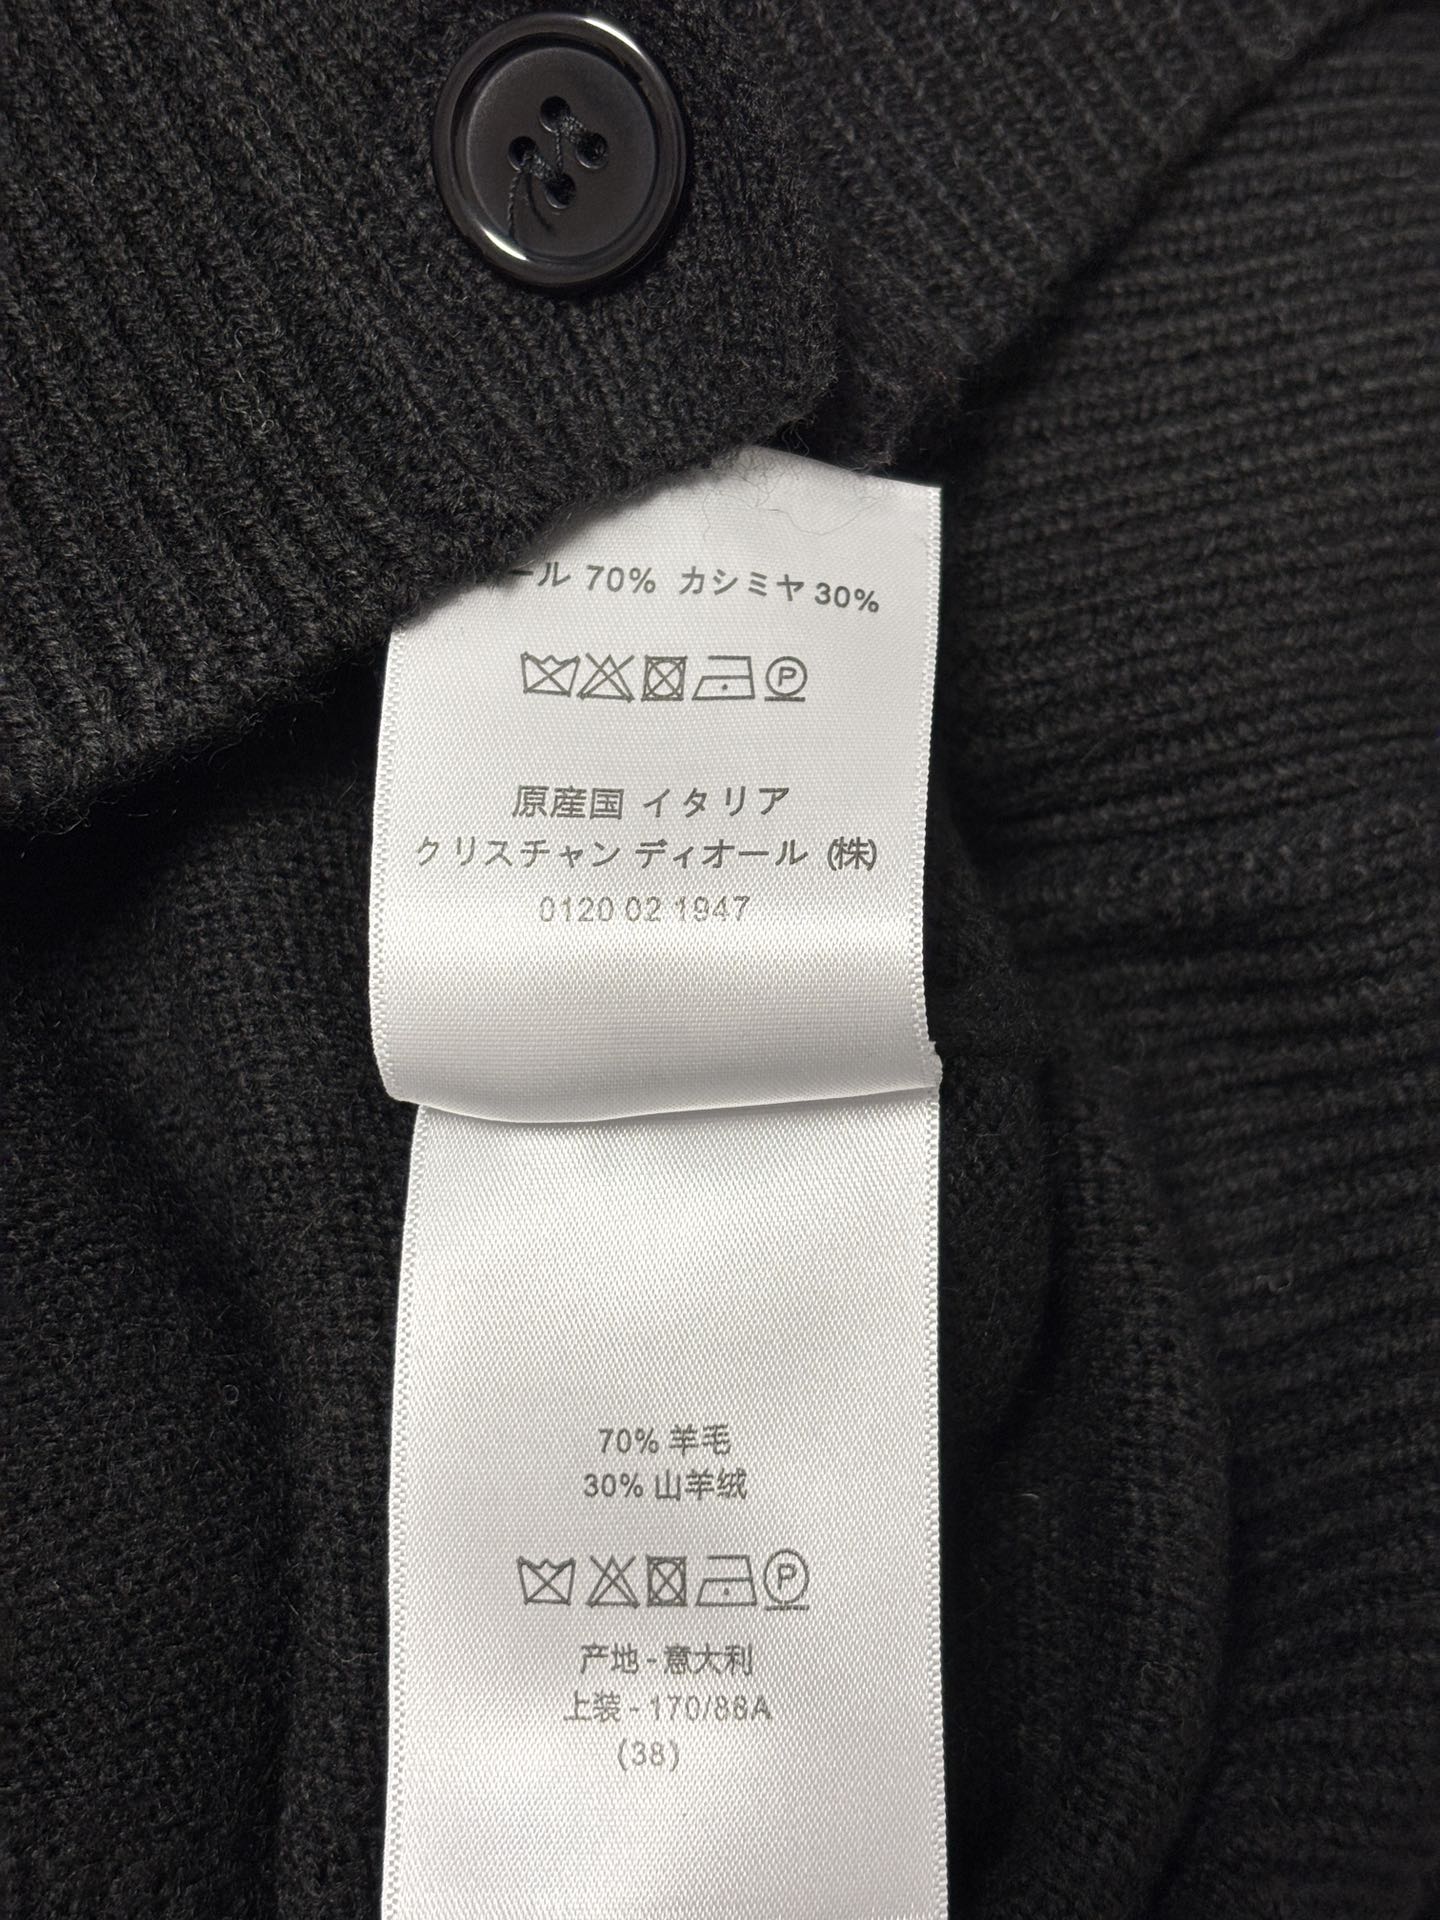 ール 70% カシミヤ 30%
P
原産国 イタリア
クリスチャン ディオール (株)
0120 02 1947
70% 羊毛
30% 山羊绒
P
产地 - 意大利
上装 - 170/88A
(38)